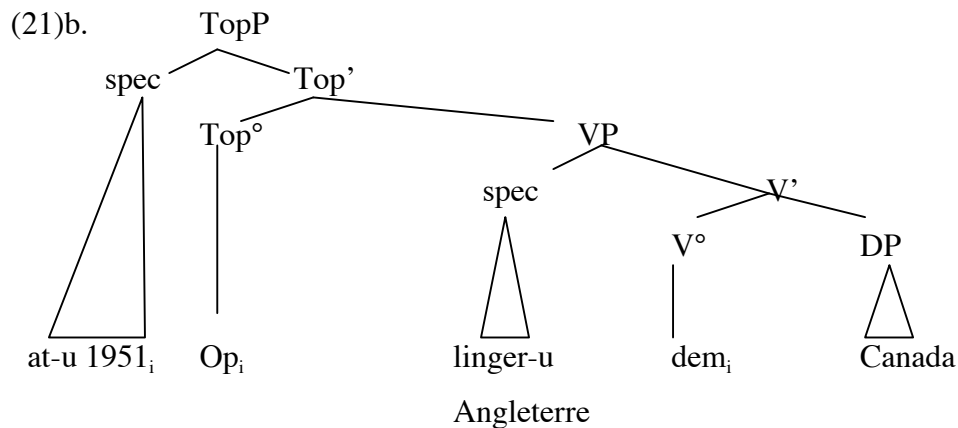 (21)b. TopP
spec Top’
Top° VP
spec V’
V° DP
at-u 1951i Opi linger-u demi Canada
Angleterre